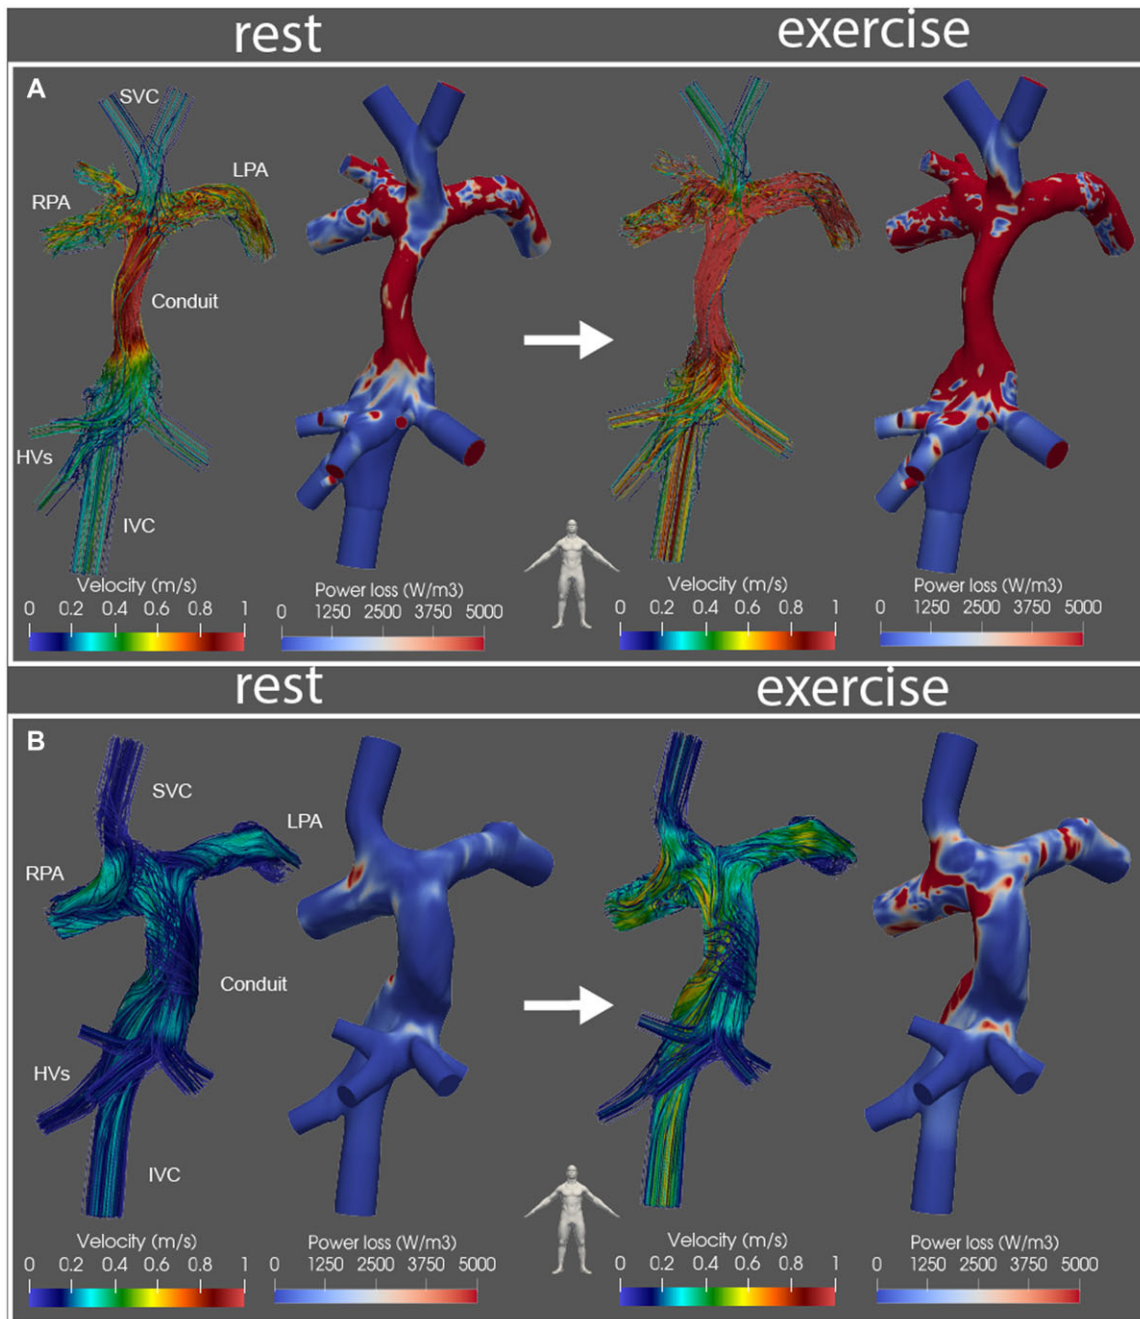 rest exercise
A
SVC
LPA
RPA
Conduit
HVs
IVC
Velocity (m/s) Power loss (W/m3) Velocity (m/s) Power loss (W/m3)
0 0.2 0.4 0.6 0.8 1 0 1250 2500 3750 5000 0 0.2 0.4 0.6 0.8 1 0 1250 2500 3750 5000
rest exercise
B
SVC
LPA
RPA
Conduit
HVs
IVC
Velocity (m/s) Power loss (W/m3) Velocity (m/s) Power loss (W/m3)
0 0.2 0.4 0.6 0.8 1 0 1250 2500 3750 5000 0 0.2 0.4 0.6 0.8 1 0 1250 2500 3750 5000